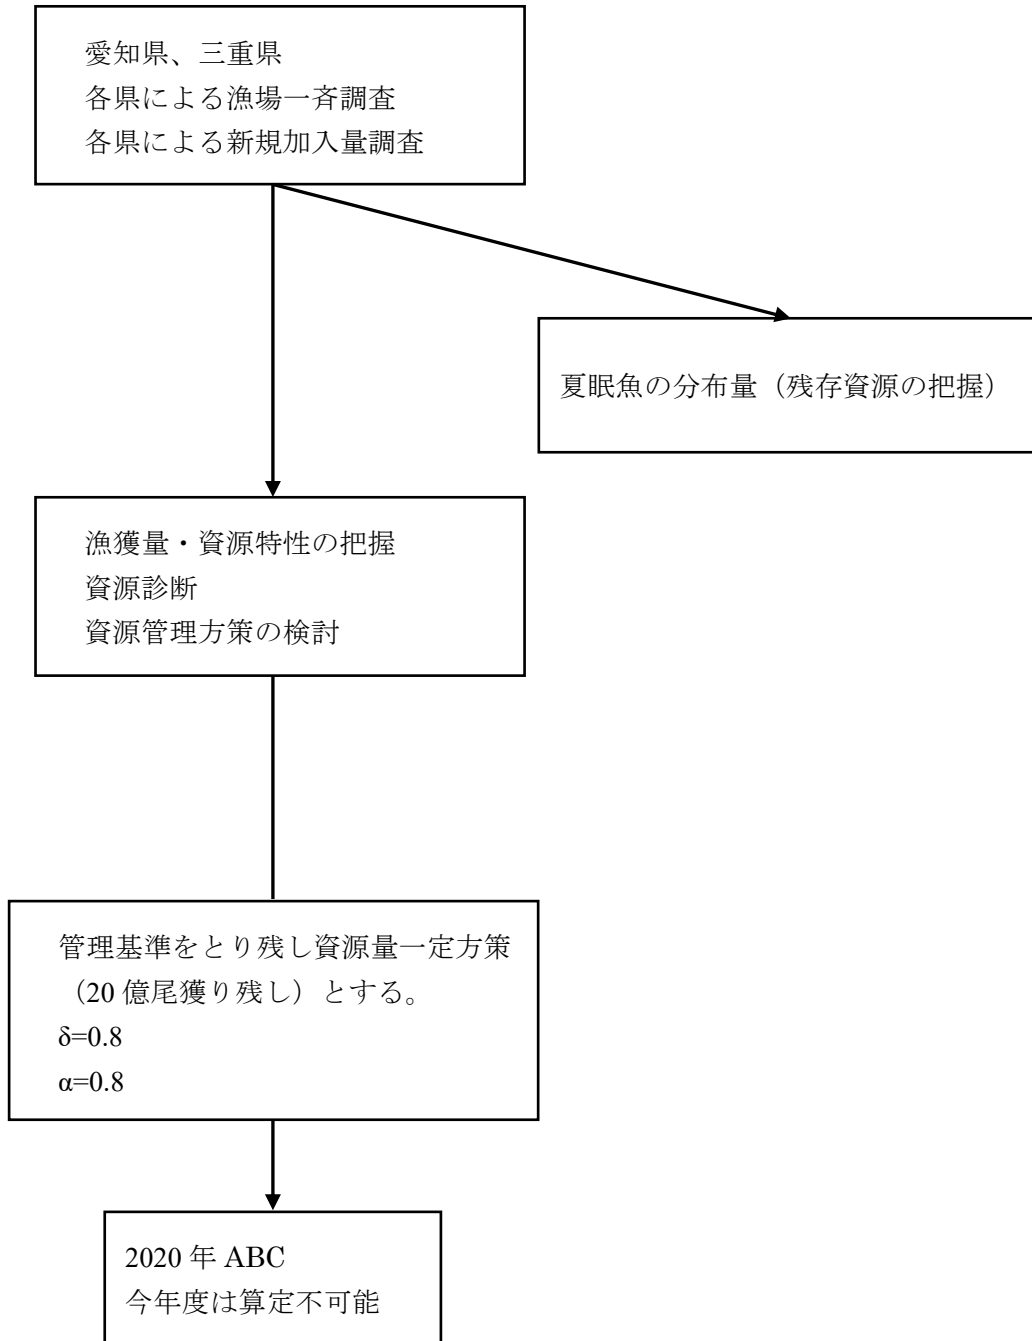 愛知県、三重県
各県による漁場一斉調査
各県による新規加入量調査
夏眠魚の分布量（残存資源の把握）
漁獲量・資源特性の把握
資源診断
資源管理方策の検討
管理基準をとり残し資源量一定方策
（20 億尾獲り残し）とする。
δ=0.8
α=0.8
2020 年 ABC
今年度は算定不可能